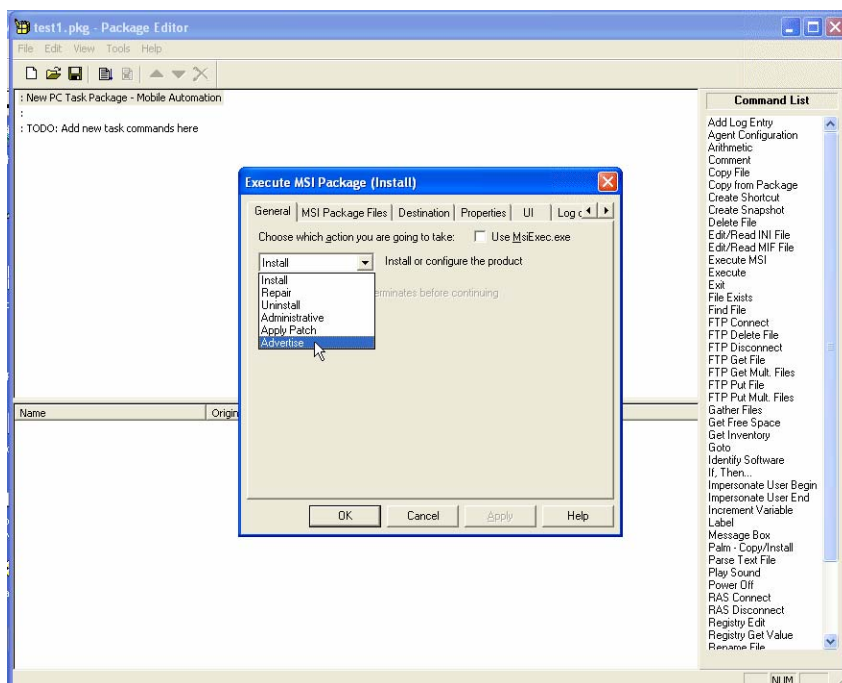 test1.pkg - Package Editor
File Edit View Tools Help
: New PC Task Package - Mobile Automation
:
: TODO: Add new task commands here
Name Origin
Execute MSI Package (Install)
General MSI Package Files Destination Properties UI Log
Choose which action you are going to take: Use MsiExec.exe
Install Install or configure the product
Install
Repair
Uninstall
Administrative
Apply Patch
Advertise
erminates before continuing
OK Cancel Apply Help
Command List
Add Log Entry
Agent Configuration
Arithmetic
Comment
Copy File
Copy from Package
Create Shortcut
Create Snapshot
Delete File
Edit/Read INI File
Edit/Read MIF File
Execute MSI
Execute
Exit
File Exists
Find File
FTP Connect
FTP Delete File
FTP Disconnect
FTP Get File
FTP Get Mult. Files
FTP Put File
FTP Put Mult. Files
Gather Files
Get Free Space
Get Inventory
Goto
Identify Software
If, Then...
Impersonate User Begin
Impersonate User End
Increment Variable
Label
Message Box
Palm - Copy/Install
Parse Text File
Play Sound
Power Off
RAS Connect
RAS Disconnect
Registry Edit
Registry Get Value
Rename File
NUM